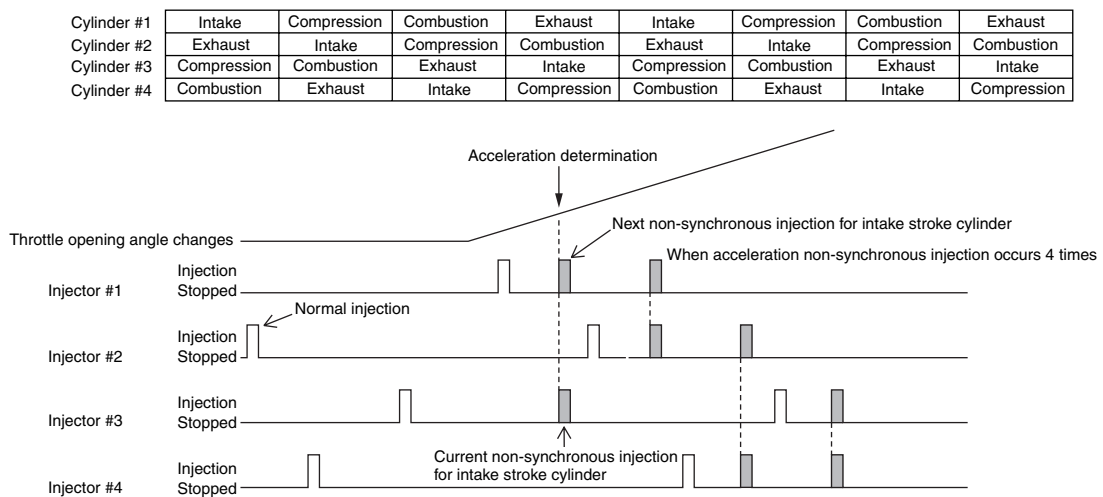 Cylinder #1 Intake Compression Combustion Exhaust Intake Compression Combustion Exhaust
Cylinder #2 Exhaust Intake Compression Combustion Exhaust Intake Compression Combustion
Cylinder #3 Compression Combustion Exhaust Intake Compression Combustion Exhaust Intake
Cylinder #4 Combustion Exhaust Intake Compression Combustion Exhaust Intake Compression
Acceleration determination
Next non-synchronous injection for intake stroke cylinder
Throttle opening angle changes
When acceleration non-synchronous injection occurs 4 times
Injection
Injector #1 Stopped
Normal injection
Injection
Injector #2 Stopped
Injection
Injector #3 Stopped
Current non-synchronous injection
for intake stroke cylinder
Injection
Injector #4 Stopped